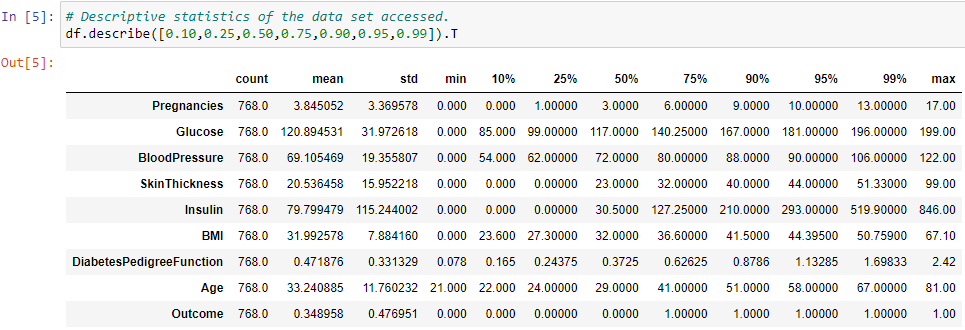 In [5]: # Descriptive statistics of the data set accessed.
df.describe([0.10,0.25,0.50,0.75,0.90,0.95,0.99]).T
Out[5]:
count mean std min 10% 25% 50% 75% 90% 95% 99% max
Pregnancies 768.0 3.845052 3.369578 0.000 0.000 1.00000 3.0000 6.00000 9.0000 10.00000 13.00000 17.00
Glucose 768.0 120.894531 31.972618 0.000 85.000 99.00000 117.0000 140.25000 167.0000 181.00000 196.00000 199.00
BloodPressure 768.0 69.105469 19.355807 0.000 54.000 62.00000 72.0000 80.00000 88.0000 90.00000 106.00000 122.00
SkinThickness 768.0 20.536458 15.952218 0.000 0.000 0.00000 23.0000 32.00000 40.0000 44.00000 51.33000 99.00
Insulin 768.0 79.799479 115.244002 0.000 0.000 0.00000 30.5000 127.25000 210.0000 293.00000 519.90000 846.00
BMI 768.0 31.992578 7.884160 0.000 23.600 27.30000 32.0000 36.60000 41.5000 44.39500 50.75900 67.10
DiabetesPedigreeFunction 768.0 0.471876 0.331329 0.078 0.165 0.24375 0.3725 0.62625 0.8786 1.13285 1.69833 2.42
Age 768.0 33.240885 11.760232 21.000 22.000 24.00000 29.0000 41.00000 51.0000 58.00000 67.00000 81.00
Outcome 768.0 0.348958 0.476951 0.000 0.000 0.00000 0.0000 1.00000 1.0000 1.00000 1.00000 1.00